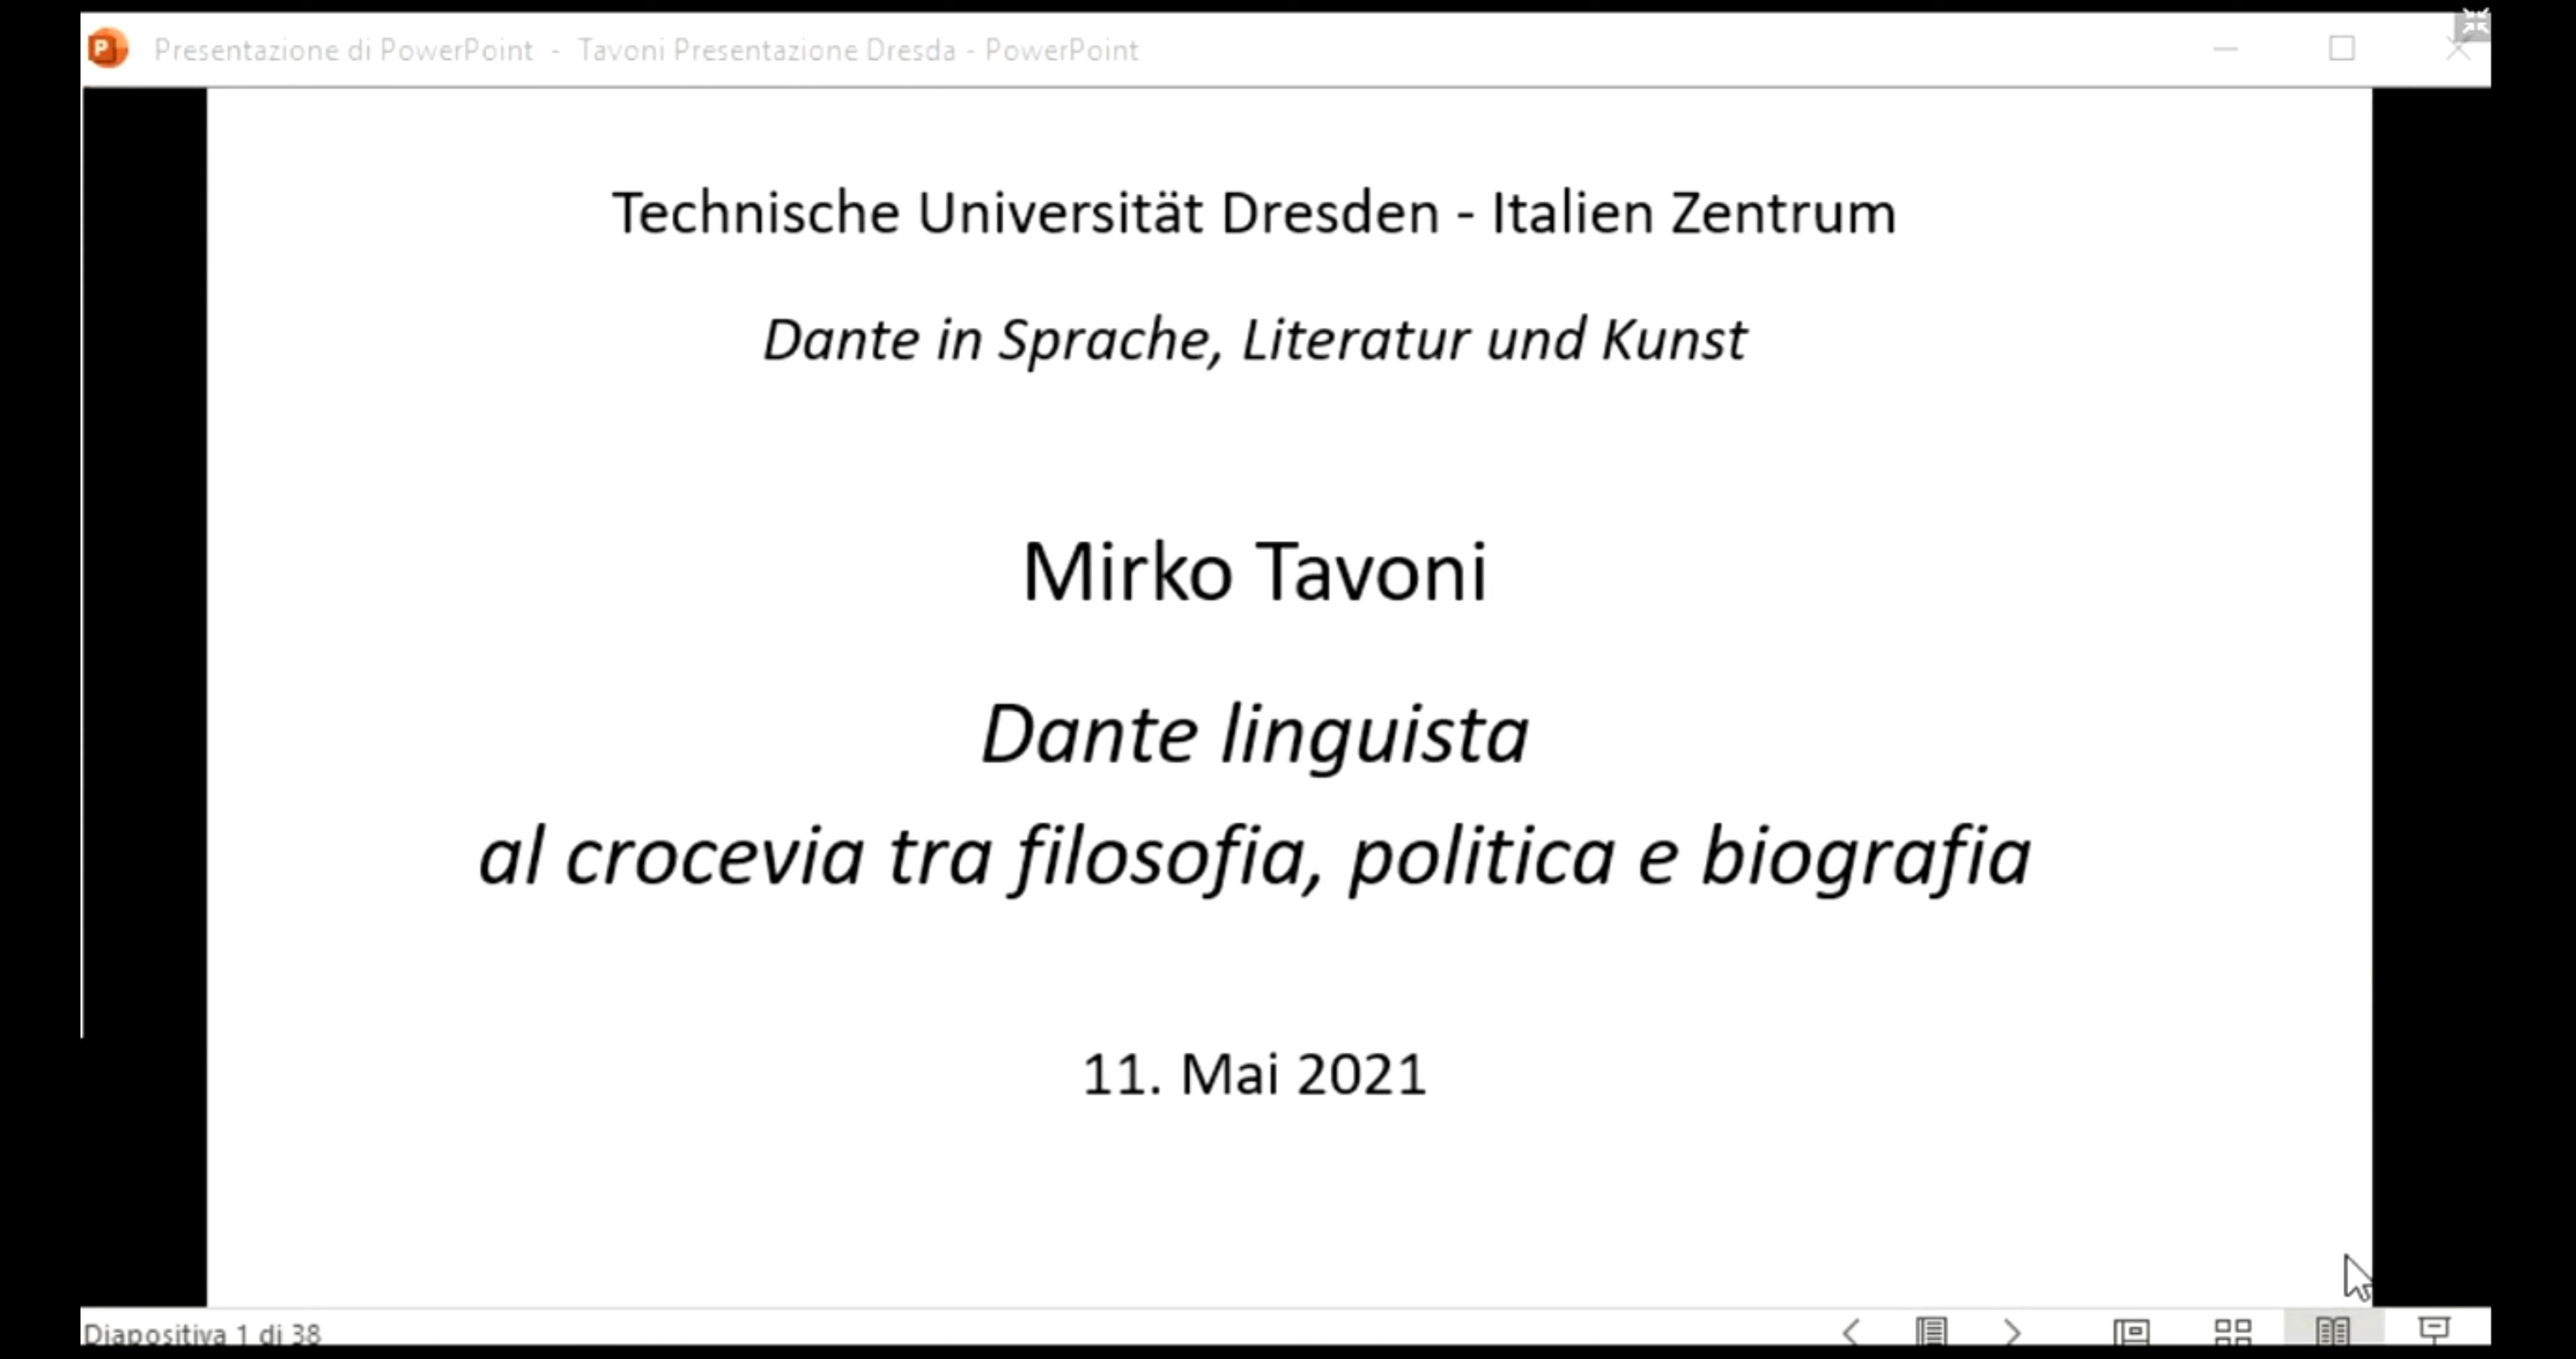 Presentazione di PowerPoint - Tavoni Presentazione Dresda - PowerPoint
Technische Universität Dresden - Italien Zentrum
Dante in Sprache, Literatur und Kunst
Mirko Tavoni
Dante linguista
al crocevia tra filosofia, politica e biografia
11. Mai 2021
Diapositiva 1 di 38